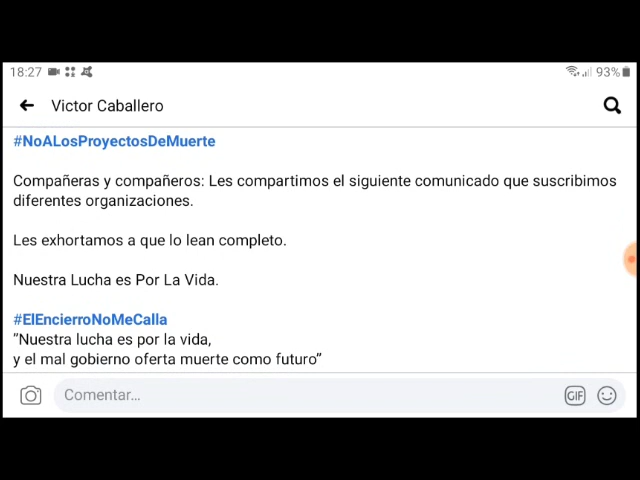 18:27
93%
Victor Caballero
#NoALosProyectosDeMuerte
Compañeras y compañeros: Les compartimos el siguiente comunicado que suscribimos
diferentes organizaciones.
Les exhortamos a que lo lean completo.
Nuestra Lucha es Por La Vida.
#ElEncierroNoMeCalla
"Nuestra lucha es por la vida,
y el mal gobierno oferta muerte como futuro"
Comentar...
GIF